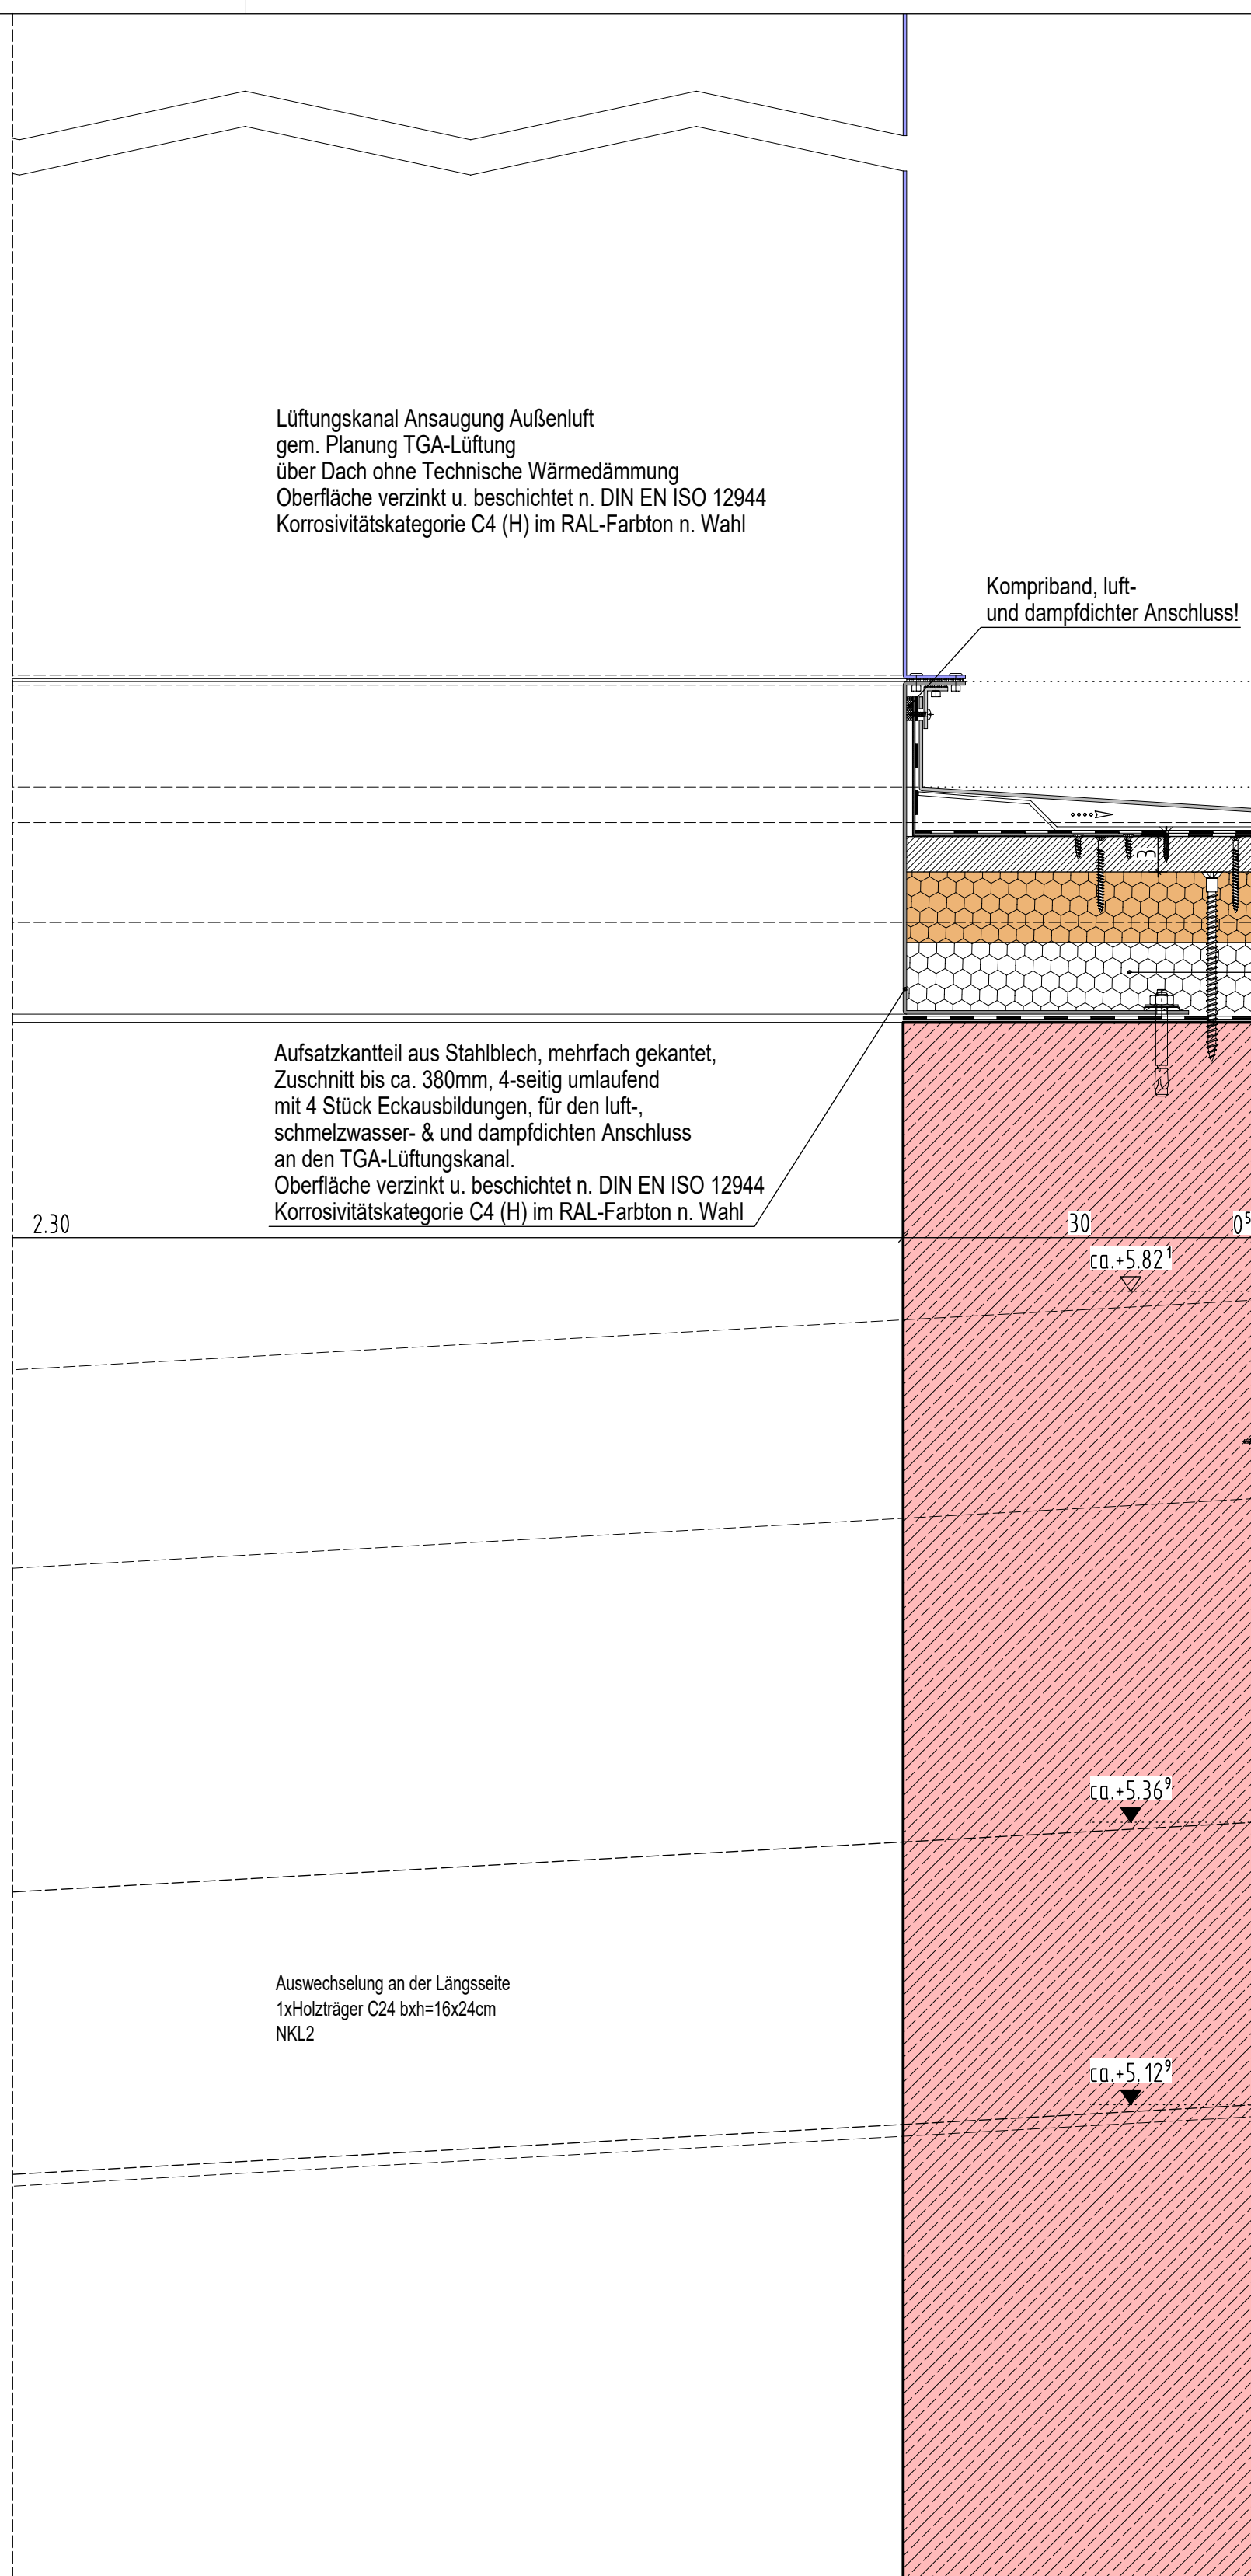 Lüftungskanal Ansaugung Außenluft
gem. Planung TGA-Lüftung
über Dach ohne Technische Wärmedämmung
Oberfläche verzinkt u. beschichtet n. DIN EN ISO 12944
Korrosivitätskategorie C4 (H) im RAL-Farbton n. Wahl
Kompriband, luft-
und dampfdichter Anschluss!
3
Aufsatzkantteil aus Stahlblech, mehrfach gekantet,
Zuschnitt bis ca. 380mm, 4-seitig umlaufend
mit 4 Stück Eckausbildungen, für den luft-,
schmelzwasser- & und dampfdichten Anschluss
an den TGA-Lüftungskanal.
Oberfläche verzinkt u. beschichtet n. DIN EN ISO 12944
Korrosivitätskategorie C4 (H) im RAL-Farbton n. Wahl
2.30 30 0⁵
ca.+5.82¹
ca.+5.36⁹
Auswechselung an der Längsseite
1xHolzträger C24 bxh=16x24cm
NKL2
ca.+5.12⁹